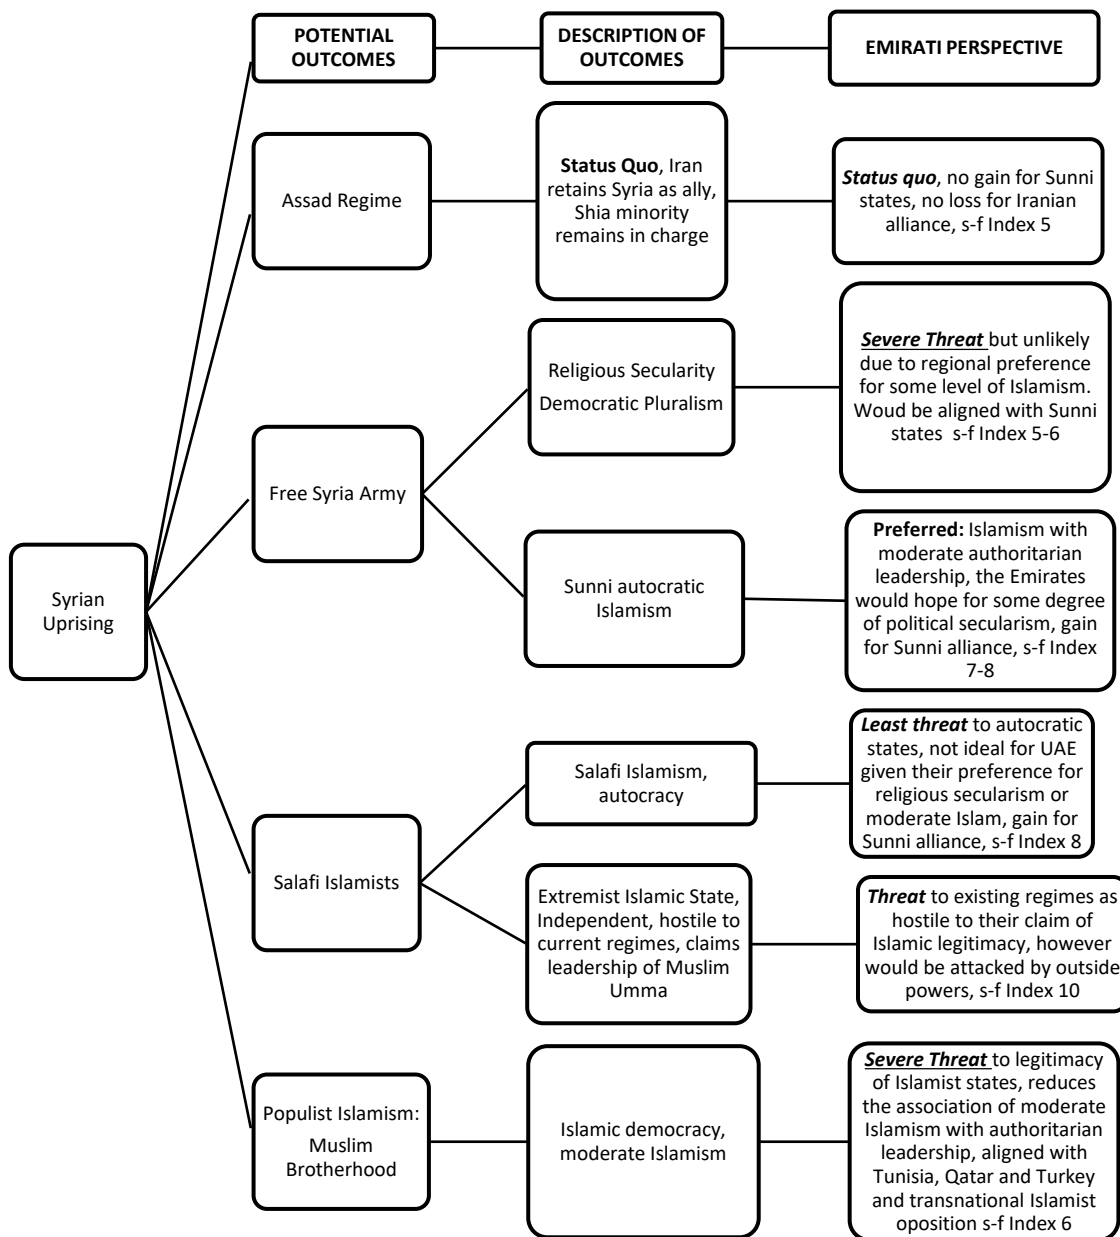 POTENTIAL
OUTCOMES
DESCRIPTION OF
OUTCOMES
EMIRATI PERSPECTIVE
Assad Regime
Status Quo, Iran
retains Syria as ally,
Shia minority
remains in charge
Status quo, no gain for Sunni
states, no loss for Iranian
alliance, s-f Index 5
Syrian
Uprising
Free Syria Army
Religious Secularity
Democratic Pluralism
Severe Threat but unlikely
due to regional preference
for some level of Islamism.
Woud be aligned with Sunni
states s-f Index 5-6
Sunni autocratic
Islamism
Preferred: Islamism with
moderate authoritarian
leadership, the Emirates
would hope for some degree
of political secularism, gain
for Sunni alliance, s-f Index
7-8
Salafi Islamists
Salafi Islamism,
autocracy
Least threat to autocratic
states, not ideal for UAE
given their preference for
religious secularism or
moderate Islam, gain for
Sunni alliance, s-f Index 8
Extremist Islamic State,
Independent, hostile to
current regimes, claims
leadership of Muslim
Umma
Threat to existing regimes as
hostile to their claim of
Islamic legitimacy, however
would be attacked by outside
powers, s-f Index 10
Populist Islamism:
Muslim
Brotherhood
Islamic democracy,
moderate Islamism
Severe Threat to legitimacy
of Islamist states, reduces
the association of moderate
Islamism with authoritarian
leadership, aligned with
Tunisia, Qatar and Turkey
and transnational Islamist
opposition s-f Index 6